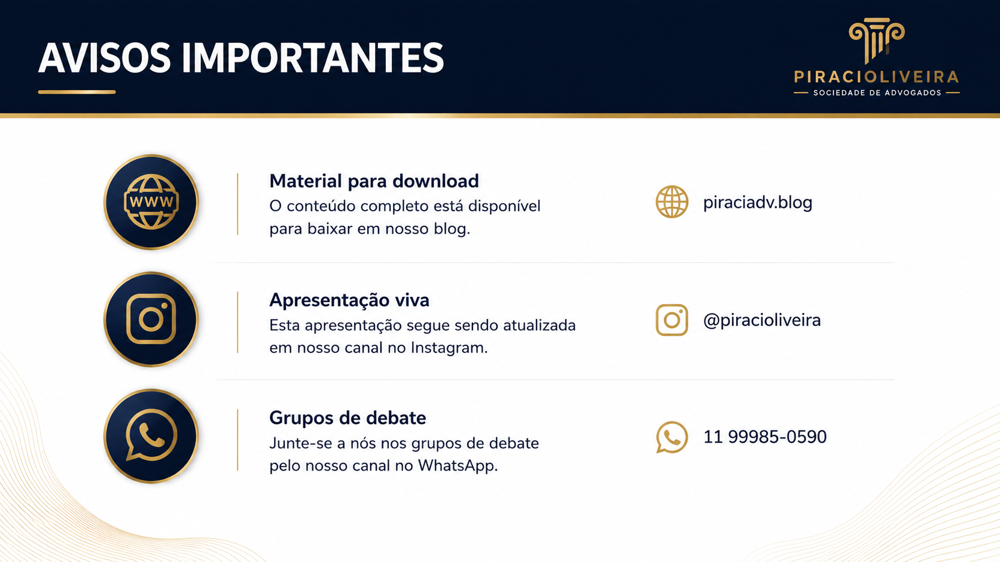 AVISOS IMPORTANTES
PIRACIOLIVEIRA
SOCIEDADE DE ADVOGADOS
WWW
Material para download
O conteúdo completo está disponível
para baixar em nosso blog.
piraciadv.blog
Apresentação viva
Esta apresentação segue sendo atualizada
em nosso canal no Instagram.
@piracioliveira
Grupos de debate
Junte-se a nós nos grupos de debate
pelo nosso canal no WhatsApp.
11 99985-0590